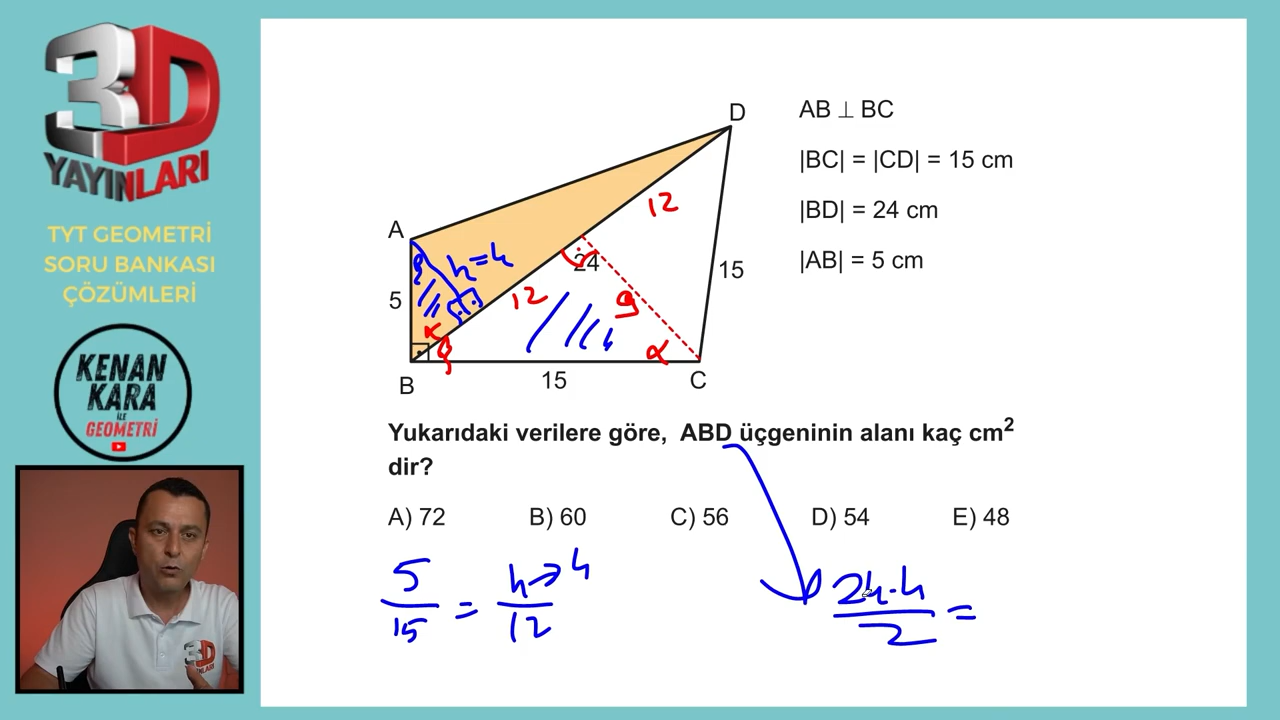 3D
YAYINLARI
TYT GEOMETRİ
SORU BANKASI
ÇÖZÜMLERİ
KENAN
KARA
İLE
GEOMETRİ
3D
YAYINLARI
D
A
B
C
5
15
24
15
12
12
9
h=4
α
β
α
β
AB ⊥ BC
|BC| = |CD| = 15 cm
|BD| = 24 cm
|AB| = 5 cm
Yukarıdaki verilere göre, ABD üçgeninin alanı kaç cm²
dir?
A) 72 B) 60 C) 56 D) 54 E) 48
5/15 = h/12 → 4
24.4/2 =